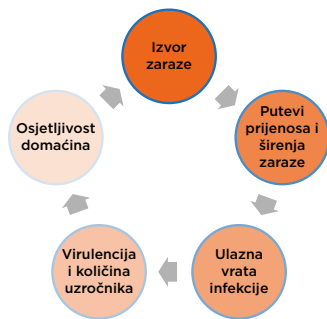 Izvor
zaraze
Putevi
prijenosa i
širenja
zaraze
Ulazna
vrata
infekcije
Virulencija
i količina
uzročnika
Osjetljivost
domaćina